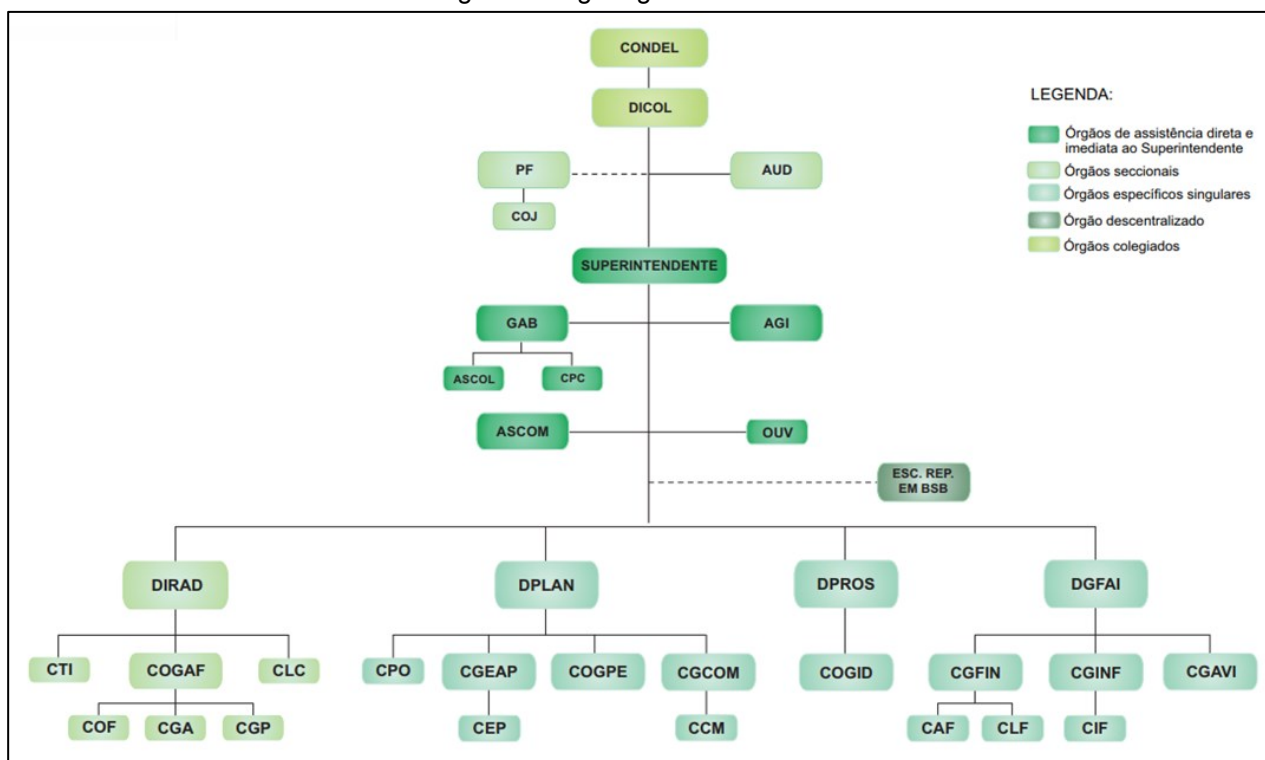 CONDEL
DICOL
PF
AUD
COJ
SUPERINTENDENTE
GAB
AGI
ASCOL
CPC
ASCOM
OUV
ESC. REP.
EM BSB
DIRAD
DPLAN
DPROS
DGFAI
CTI
COGAF
CLC
CPO
CGEAP
COGPE
CGCOM
COGID
CGFIN
CGINF
CGAVI
COF
CGA
CGP
CEP
CCM
CAF
CLF
CIF
LEGENDA:
Órgãos de assistência direta e
imediata ao Superintendente
Órgãos seccionais
Órgãos específicos singulares
Órgão descentralizado
Órgãos colegiados